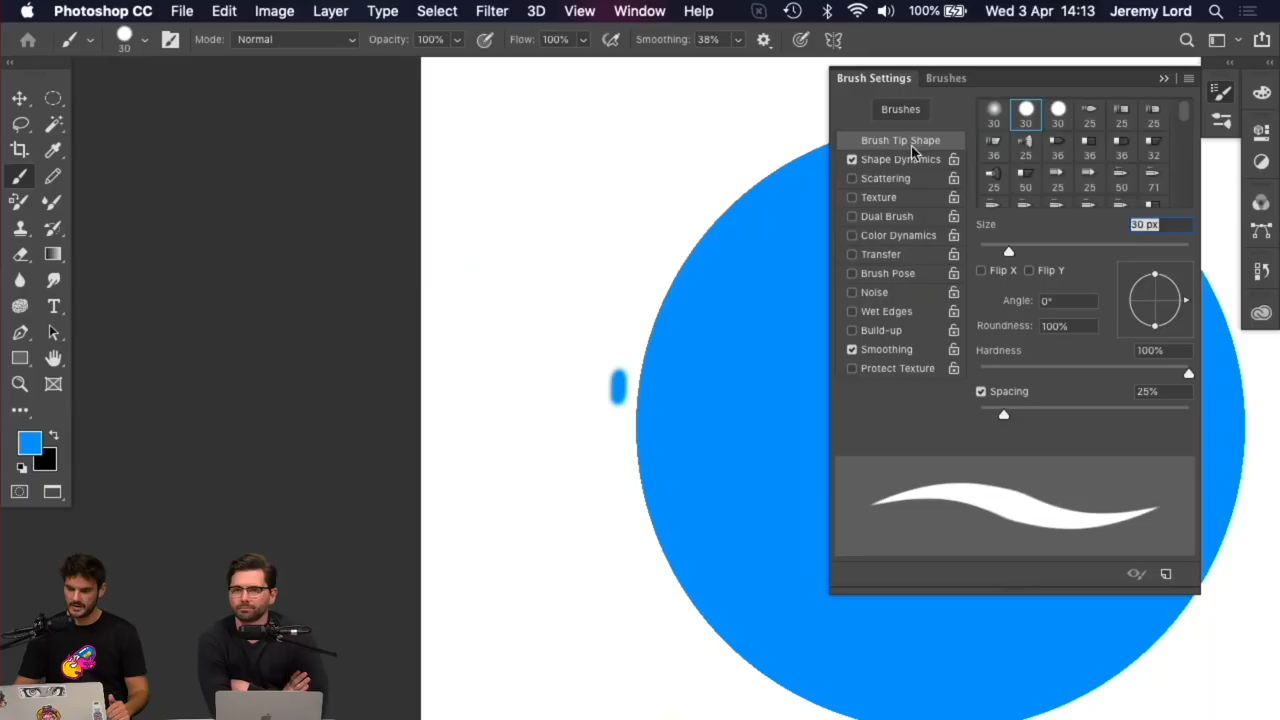 Photoshop CC File Edit Image Layer Type Select Filter 3D View Window Help 100% Wed 3 Apr 14:13 Jeremy Lord
30 Mode: Normal Opacity: 100% Flow: 100% Smoothing: 38%
Brush Settings Brushes
Brushes
30 30 30 25 25 25
36 25 36 36 36 32
25 50 25 25 50 71
Brush Tip Shape
Shape Dynamics
Scattering
Texture
Dual Brush
Color Dynamics
Transfer
Brush Pose
Noise
Wet Edges
Build-up
Smoothing
Protect Texture
Size 30 px
Flip X Flip Y
Angle: 0°
Roundness: 100%
Hardness 100%
Spacing 25%
T